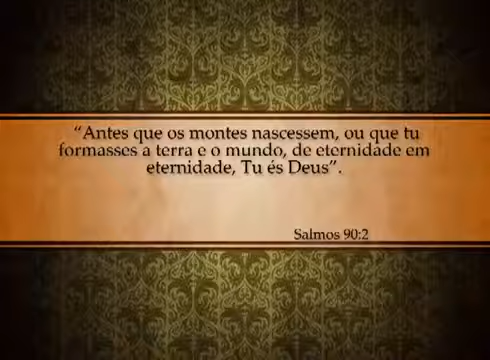 “Antes que os montes nascessem, ou que tu
formasses a terra e o mundo, de eternidade em
eternidade, Tu és Deus”.
Salmos 90:2